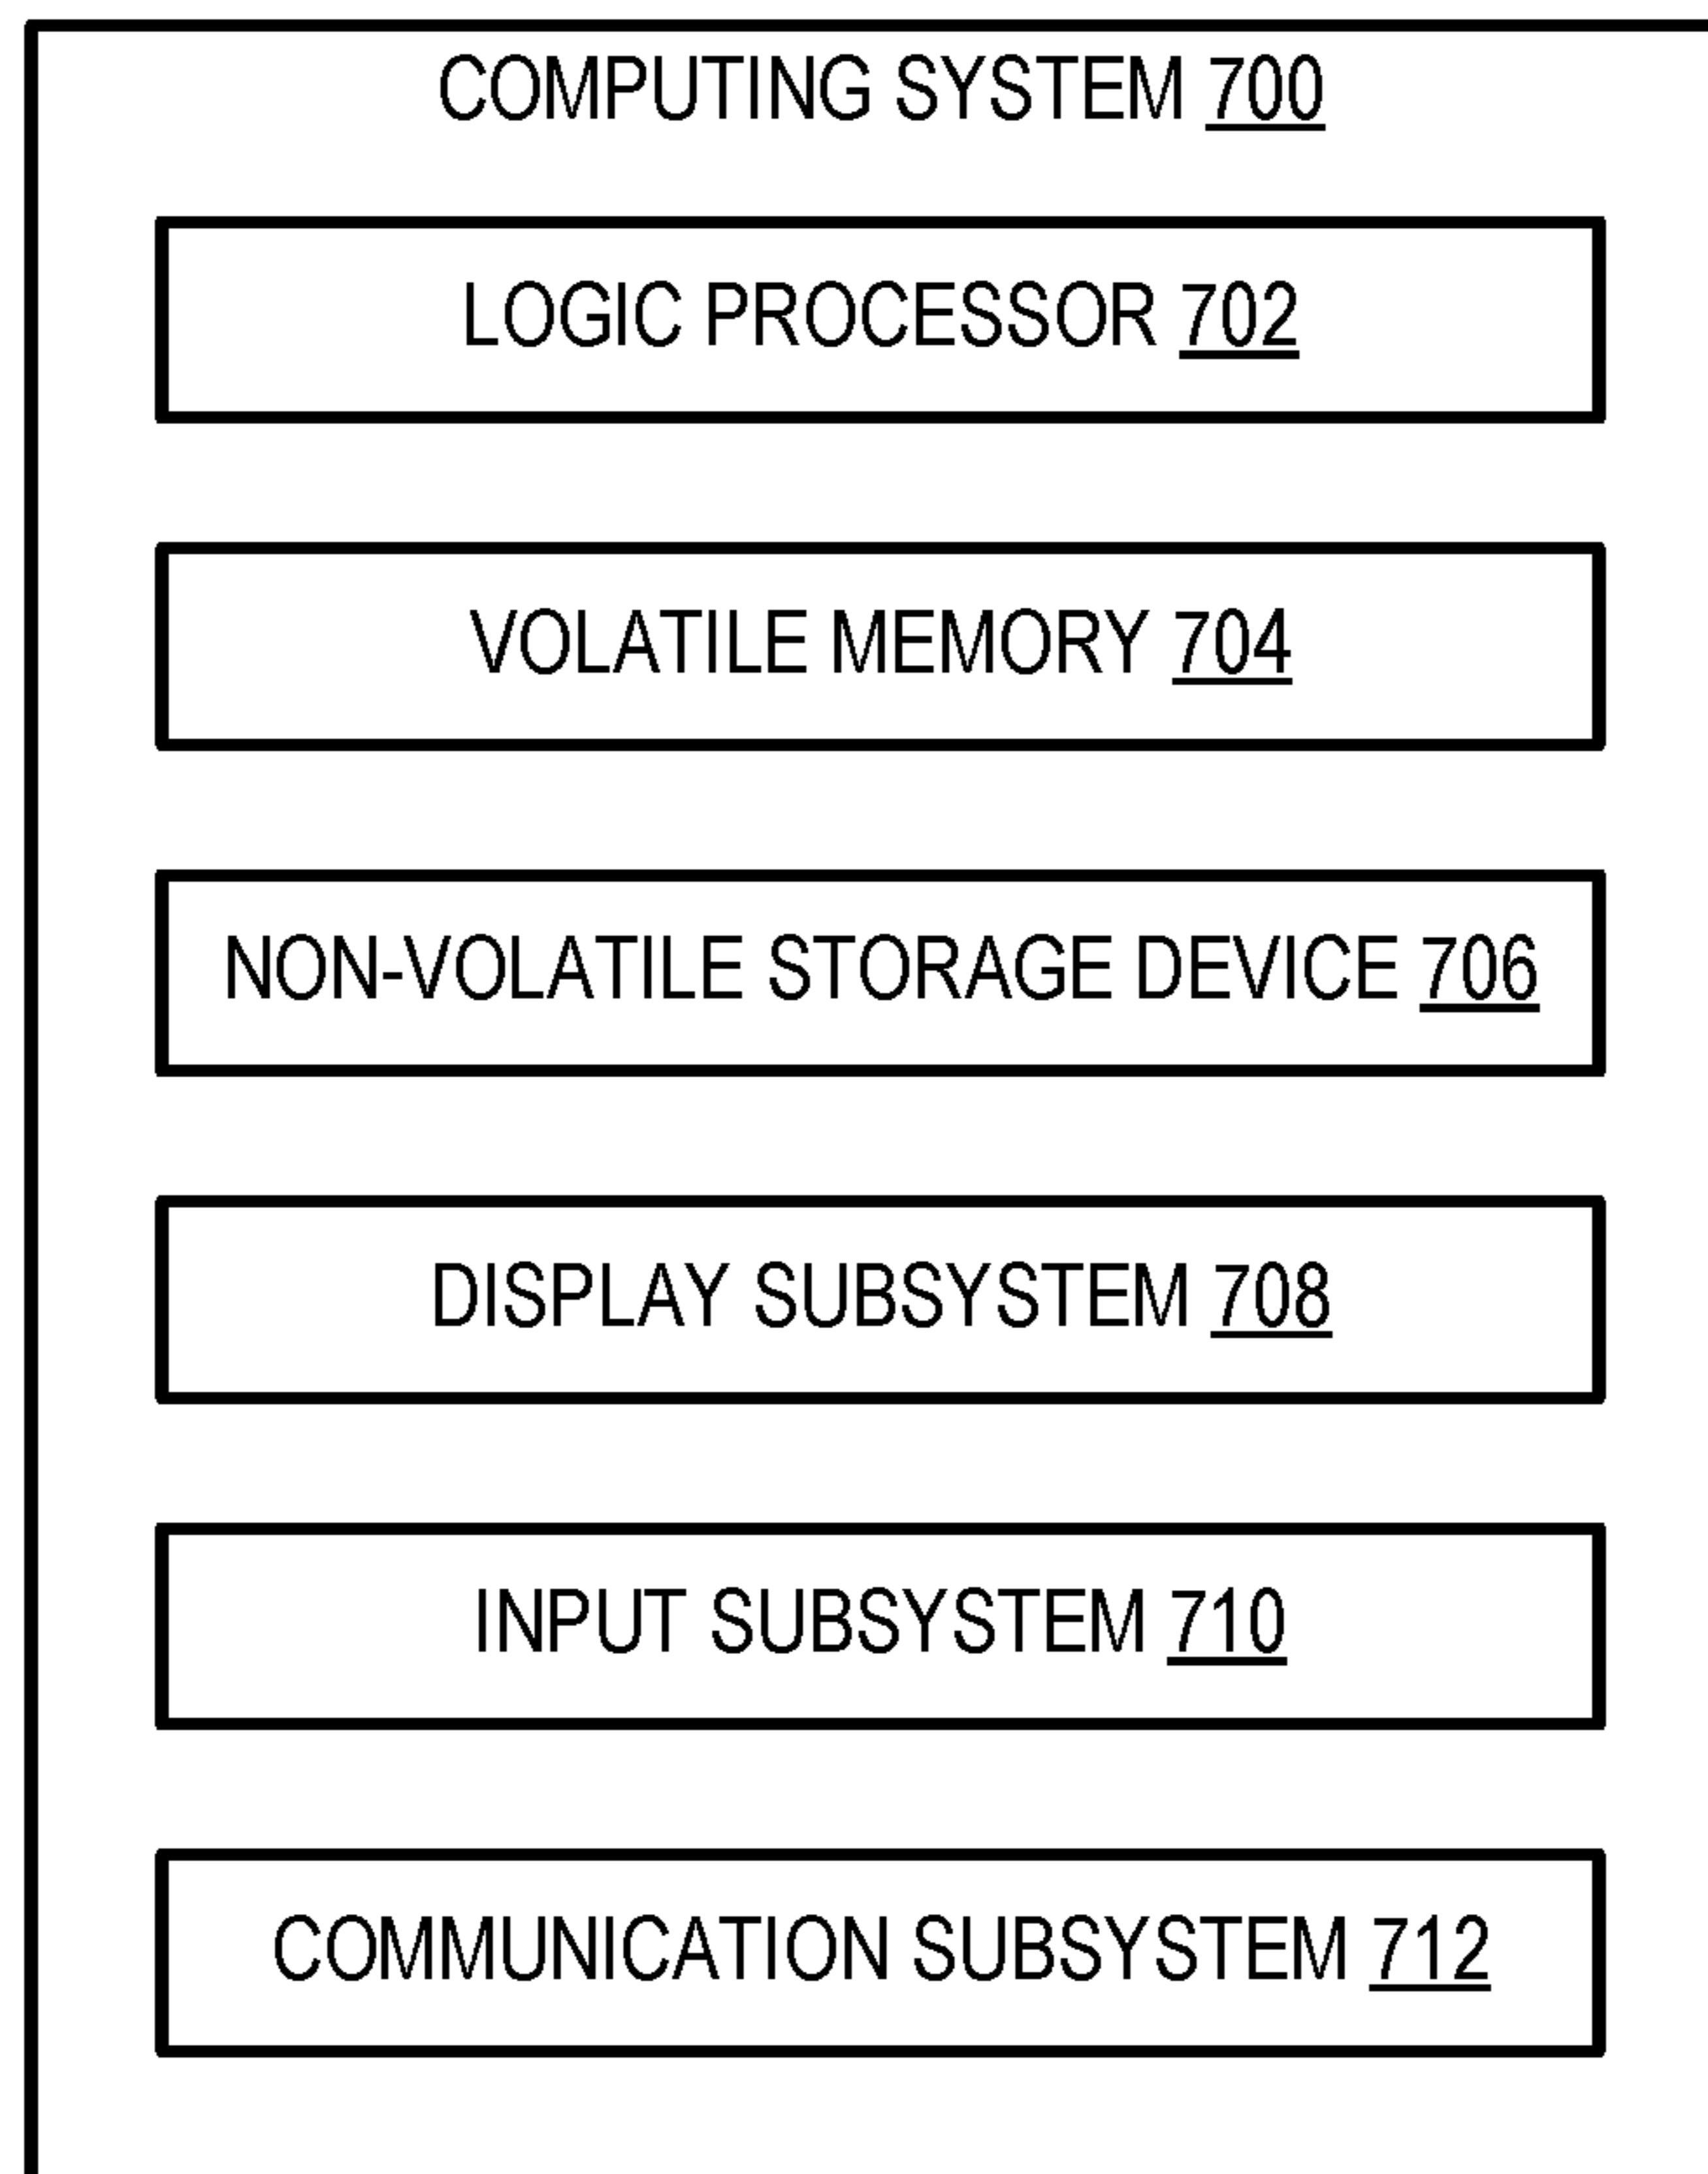 COMPUTING SYSTEM 700
LOGIC PROCESSOR 702
VOLATILE MEMORY 704
NON-VOLATILE STORAGE DEVICE 706
DISPLAY SUBSYSTEM 708
INPUT SUBSYSTEM 710
COMMUNICATION SUBSYSTEM 712